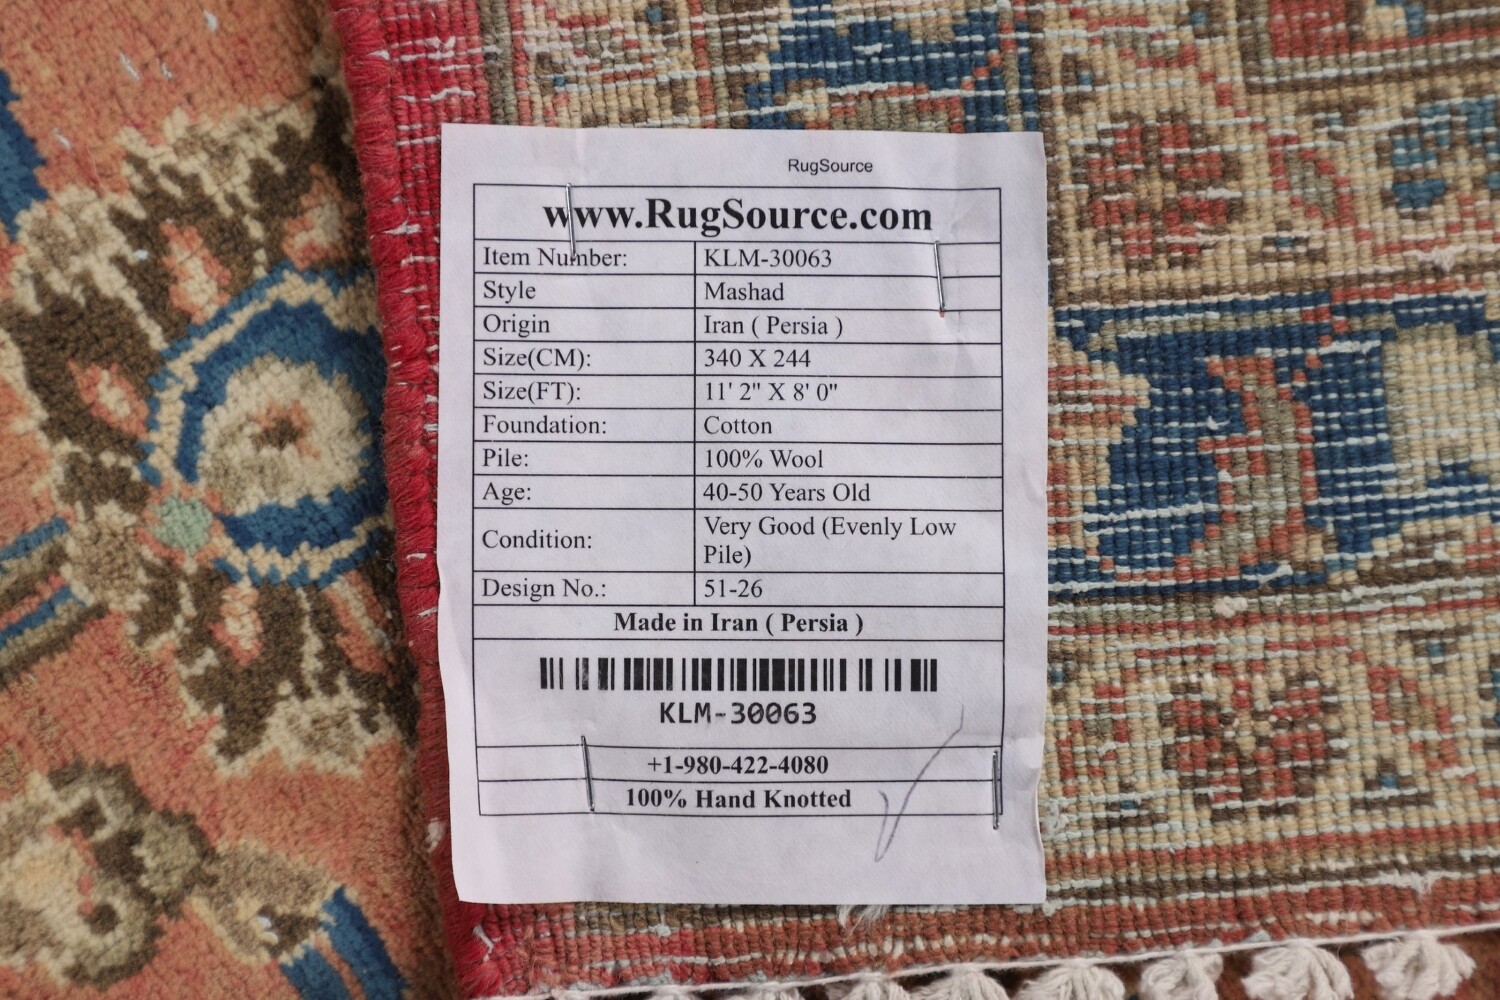 RugSource
www.RugSource.com
Item Number: KLM-30063
Style Mashad
Origin Iran ( Persia )
Size(CM): 340 X 244
Size(FT): 11' 2" X 8' 0"
Foundation: Cotton
Pile: 100% Wool
Age: 40-50 Years Old
Condition: Very Good (Evenly Low
Pile)
Design No.: 51-26
Made in Iran ( Persia )
KLM-30063
+1-980-422-4080
100% Hand Knotted